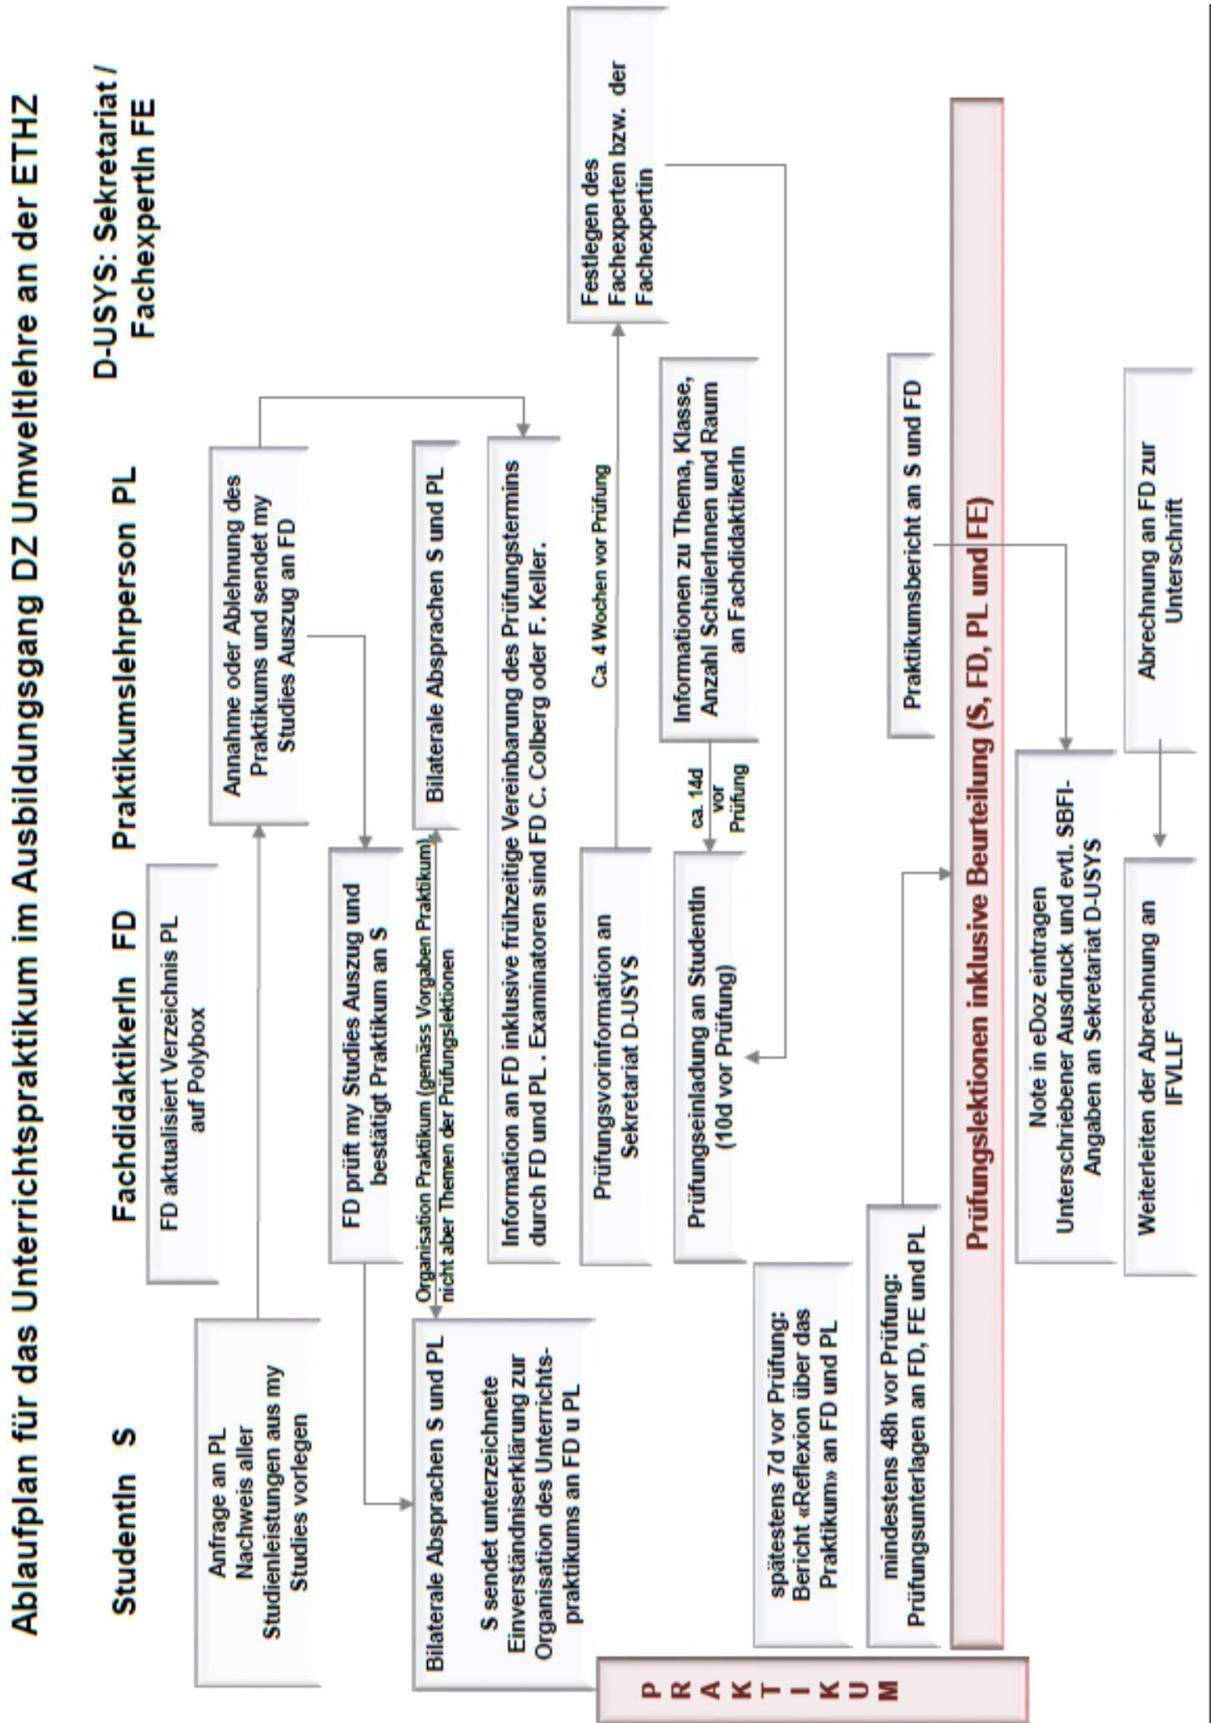 Ablaufplan für das Unterrichtspraktikum im Ausbildungsgang DZ Umweltlehre an der ETHZ
StudentIn S
FachdidaktikerIn FD
Praktikumslehrperson PL
D-USYS: Sekretariat /
FachexpertIn FE
FD aktualisiert Verzeichnis PL
auf Polybox
Anfrage an PL
Nachweis aller
Studienleistungen aus my
Studies vorlegen
Annahme oder Ablehnung des
Praktikums und sendet my
Studies Auszug an FD
FD prüft my Studies Auszug und
bestätigt Praktikum an S
Bilaterale Absprachen S und PL
S sendet unterzeichnete
Einverständniserklärung zur
Organisation des Unterrichts-
praktikums an FD u PL
Organisation Praktikum (gemäss Vorgaben Praktikum),
nicht aber Themen der Prüfungslektionen
Bilaterale Absprachen S und PL
Information an FD inklusive frühzeitige Vereinbarung des Prüfungstermins
durch FD und PL . Examinatoren sind FD C. Colberg oder F. Keller.
Prüfungsvorinformation an
Sekretariat D-USYS
Ca. 4 Wochen vor Prüfung
Festlegen des
Fachexperten bzw. der
Fachexpertin
Informationen zu Thema, Klasse,
Anzahl SchülerInnen und Raum
an FachdidaktikerIn
ca. 14d
vor
Prüfung
Prüfungseinladung an StudentIn
(10d vor Prüfung)
spätestens 7d vor Prüfung:
Bericht «Reflexion über das
Praktikum» an FD und PL
mindestens 48h vor Prüfung:
Prüfungsunterlagen an FD, FE und PL
Praktikumsbericht an S und FD
P
R
A
K
T
I
K
U
M
Prüfungslektionen inklusive Beurteilung (S, FD, PL und FE)
Note in eDoz eintragen
Unterschriebener Ausdruck und evtl. SBFI-
Angaben an Sekretariat D-USYS
Abrechnung an FD zur
Unterschrift
Weiterleiten der Abrechnung an
IFVLLF